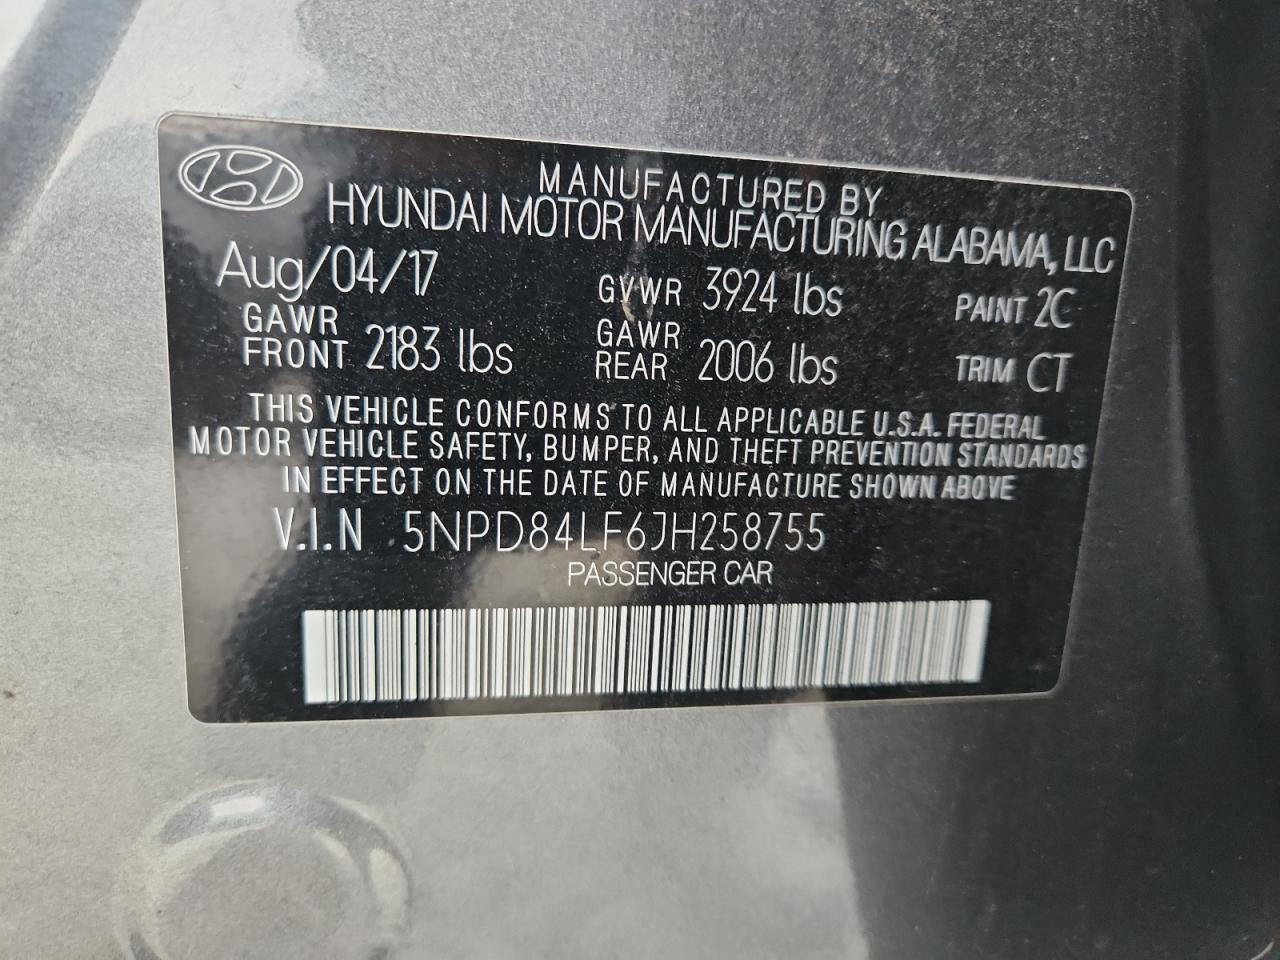 MANUFACTURED BY
HYUNDAI MOTOR MANUFACTURING ALABAMA, LLC
Aug/04/17 GVWR 3924 lbs PAINT 2C
GAWR FRONT 2183 lbs GAWR REAR 2006 lbs TRIM CT
THIS VEHICLE CONFORMS TO ALL APPLICABLE U.S.A. FEDERAL
MOTOR VEHICLE SAFETY, BUMPER, AND THEFT PREVENTION STANDARDS
IN EFFECT ON THE DATE OF MANUFACTURE SHOWN ABOVE
V.I.N 5NPD84LF6JH258755
PASSENGER CAR